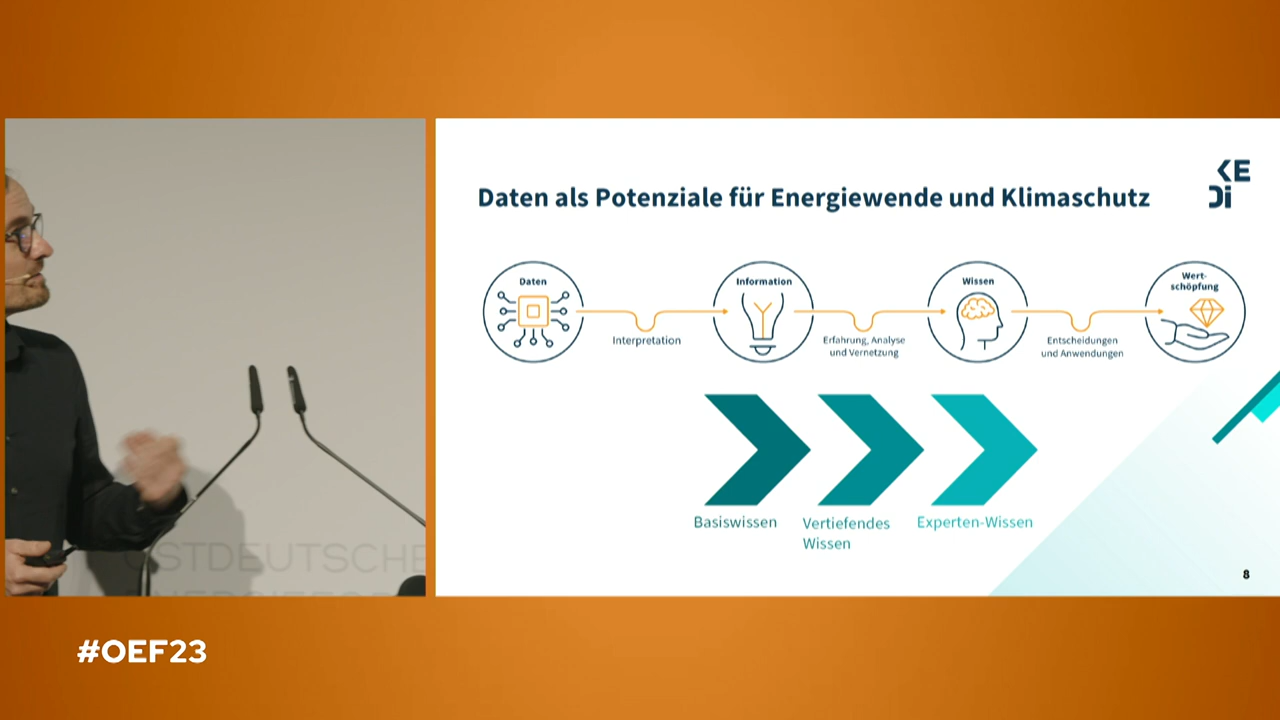 KE
Di
Daten als Potenziale für Energiewende und Klimaschutz
Daten
Information
Wissen
Wert-
schöpfung
Interpretation
Erfahrung, Analyse
und Vernetzung
Entscheidungen
und Anwendungen
Basiswissen
Vertiefendes
Wissen
Experten-Wissen
8
OSTDEUTSCHE
#OEF23